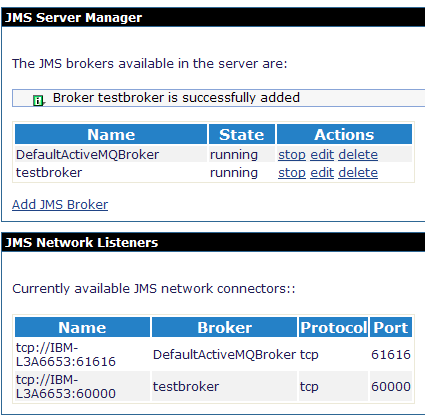 JMS Server Manager
The JMS brokers available in the server are:
Broker testbroker is successfully added
Name State Actions
DefaultActiveMQBroker running stop edit delete
testbroker running stop edit delete
Add JMS Broker
JMS Network Listeners
Currently available JMS network connectors::
Name Broker Protocol Port
tcp://IBM-
L3A6653:61616 DefaultActiveMQBroker tcp 61616
tcp://IBM-
L3A6653:60000 testbroker tcp 60000